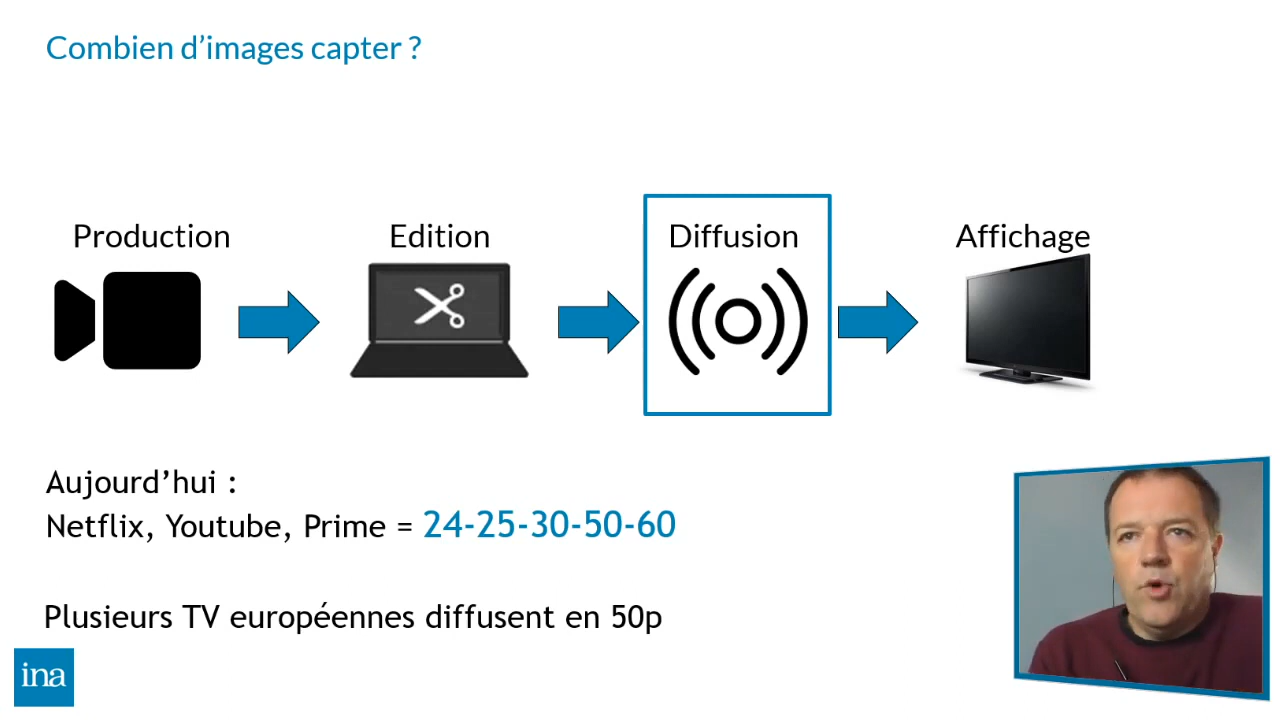 Combien d’images capter ?
Production
Edition
Diffusion
Affichage
Aujourd’hui :
Netflix, Youtube, Prime = 24-25-30-50-60
Plusieurs TV européennes diffusent en 50p
ina